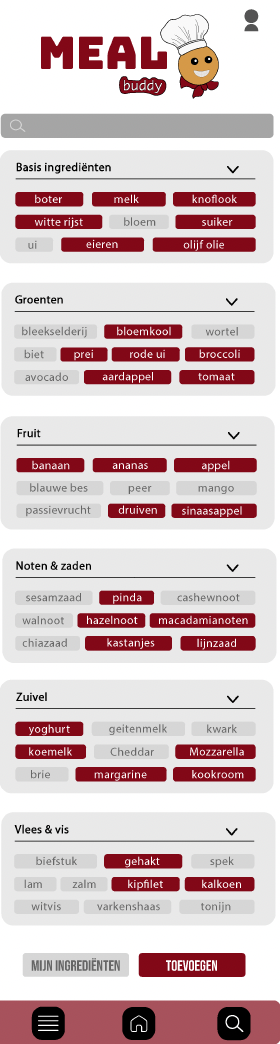 MEAL
buddy
Basis ingrediënten
boter melk knoflook
witte rijst bloem suiker
ui eieren olijf olie
Groenten
bleekselderij bloemkool wortel
biet prei rode ui broccoli
avocado aardappel tomaat
Fruit
banaan ananas appel
blauwe bes peer mango
passievrucht druiven sinaasappel
Noten & zaden
sesamzaad pinda cashewnoot
walnoot hazelnoot macadamianoten
chiazaad kastanjes lijnzaad
Zuivel
yoghurt geitenmelk kwark
koemelk Cheddar Mozzarella
brie margarine kookroom
Vlees & vis
biefstuk gehakt spek
lam zalm kipfilet kalkoen
witvis varkenshaas tonijn
MIJN INGREDIËNTEN TOEVOEGEN